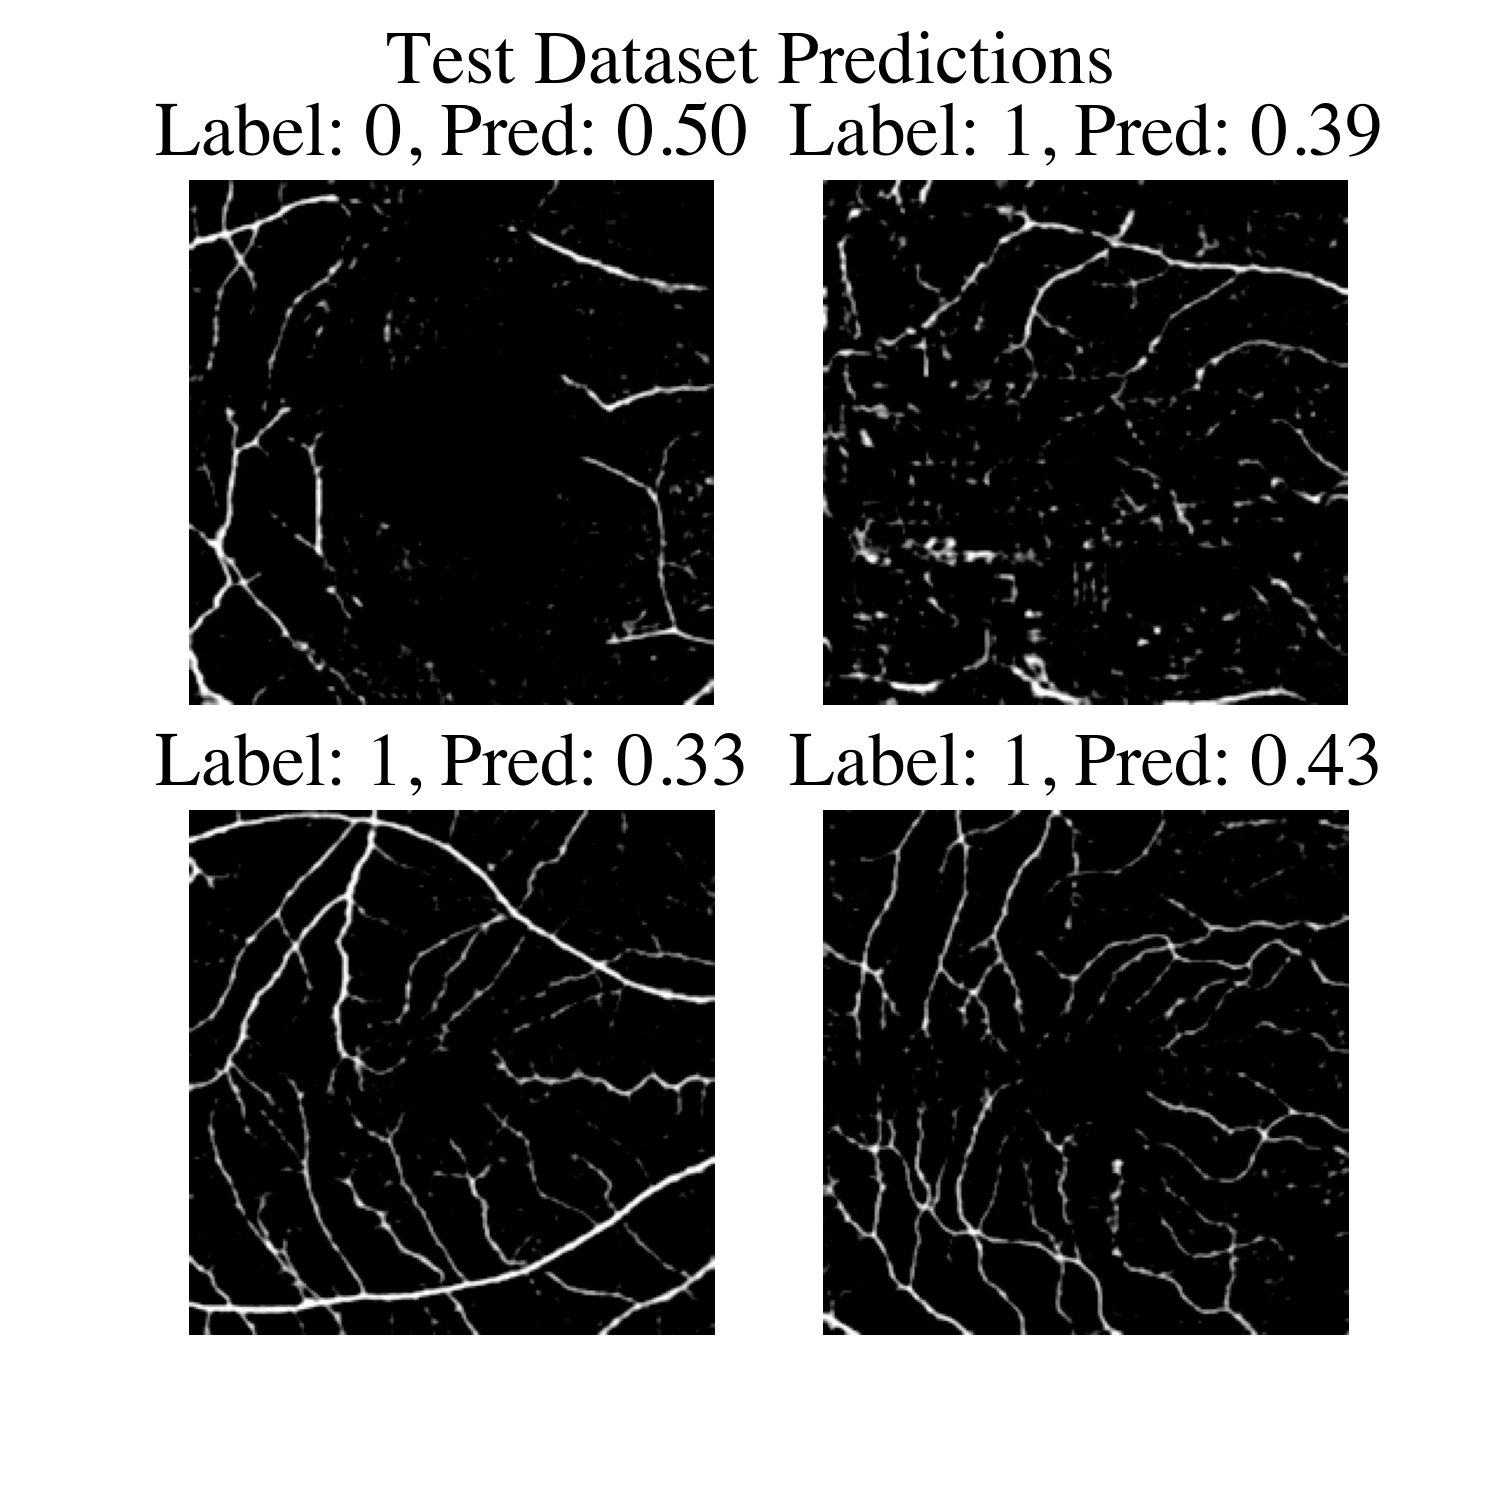 Test Dataset Predictions
Label: 0, Pred: 0.50
Label: 1, Pred: 0.39
Label: 1, Pred: 0.33
Label: 1, Pred: 0.43